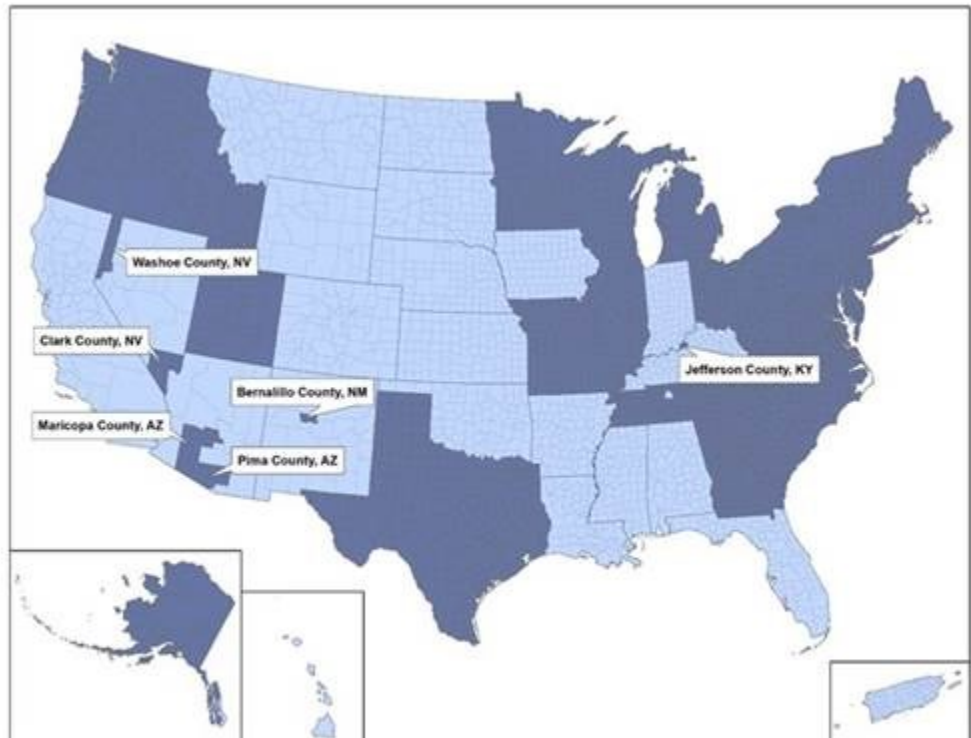 Washoe County, NV
Clark County, NV
Bernalillo County, NM
Jefferson County, KY
Maricopa County, AZ
Pima County, AZ